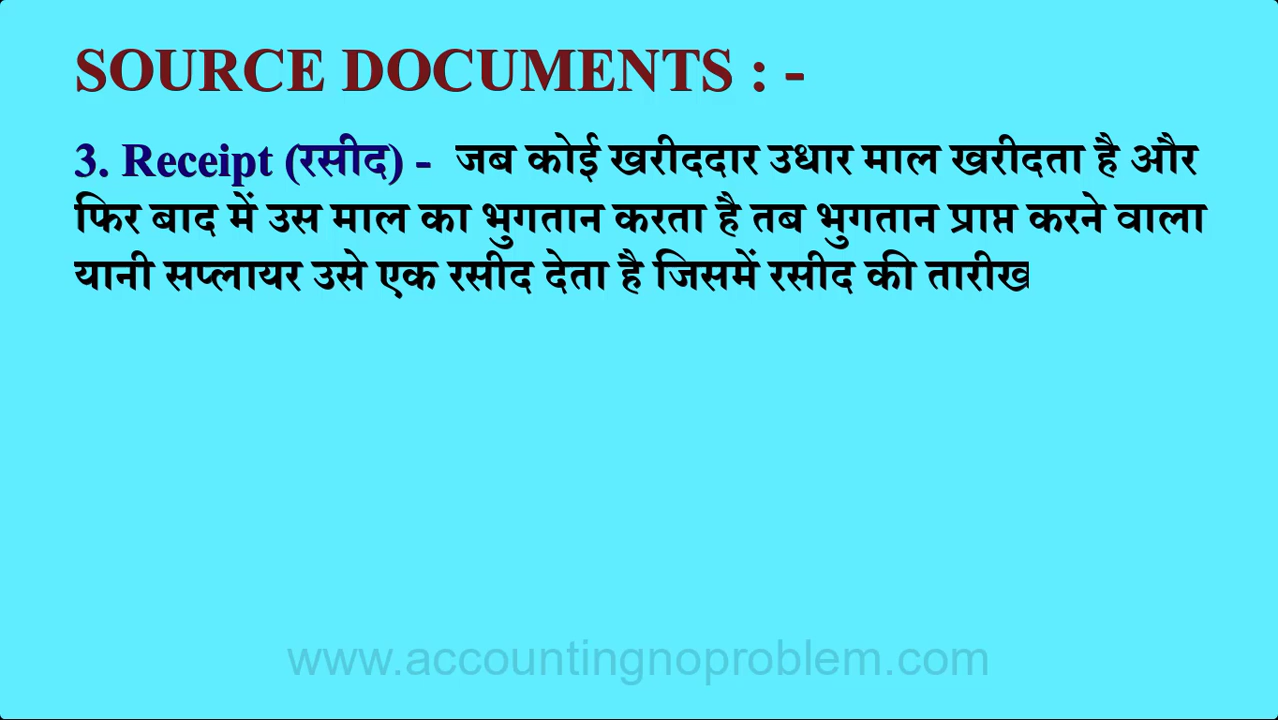 SOURCE DOCUMENTS : -
3. Receipt (रसीद) - जब कोई खरीददार उधार माल खरीदता है और
फिर बाद में उस माल का भुगतान करता है तब भुगतान प्राप्त करने वाला
यानी सप्लायर उसे एक रसीद देता है जिसमें रसीद की तारीख
www.accountingnoproblem.com